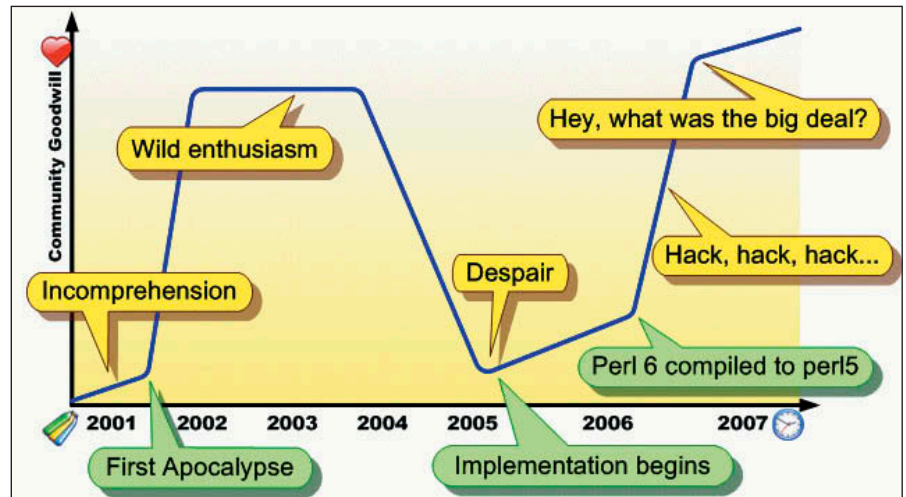 Community Goodwill
Hey, what was the big deal?
Wild enthusiasm
Hack, hack, hack...
Despair
Incomprehension
Perl 6 compiled to perl5
2001 2002 2003 2004 2005 2006 2007
First Apocalypse
Implementation begins